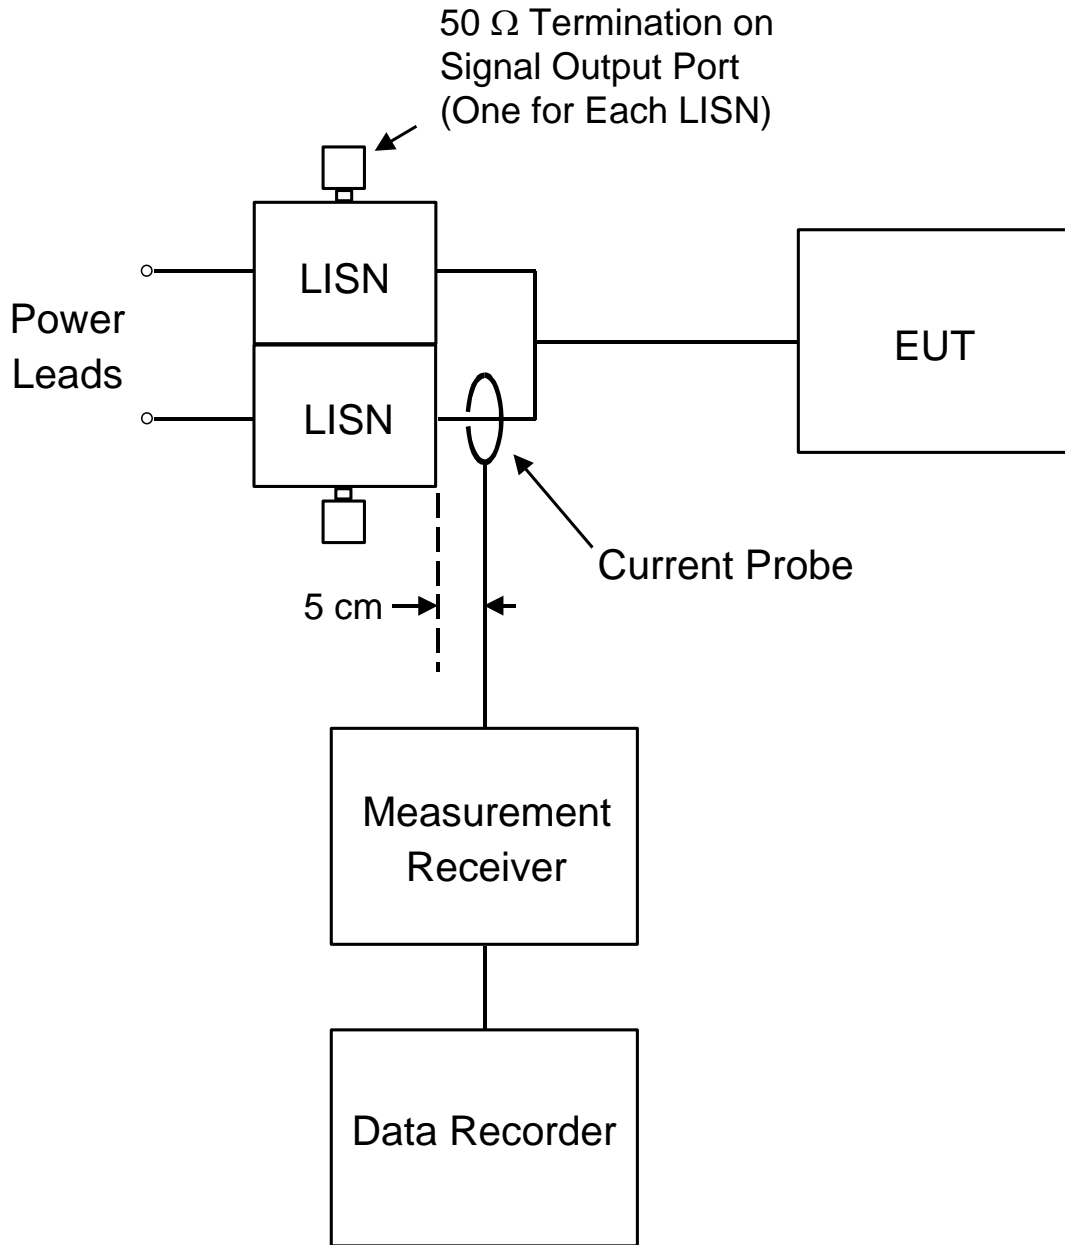 50 Ω Termination on
Signal Output Port
(One for Each LISN)
LISN
Power
Leads
LISN
EUT
Current Probe
5 cm
Measurement
Receiver
Data Recorder